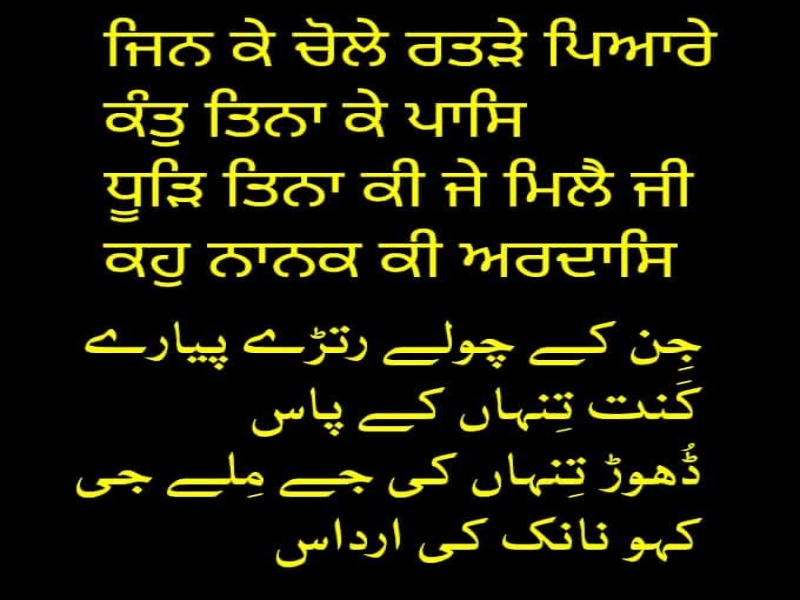 ਜਿਨ ਕੇ ਚੋਲੇ ਰਤੜੇ ਪਿਆਰੇ
ਕੰਤੁ ਤਿਨਾ ਕੇ ਪਾਸਿ
ਧੂੜਿ ਤਿਨਾ ਕੀ ਜੇ ਮਿਲੈ ਜੀ
ਕਹੁ ਨਾਨਕ ਕੀ ਅਰਦਾਸਿ
جِن کے چولے رتڑے پیارے
کَنت تِنہاں کے پاس
ڈُھوڑ تِنہاں کی جے مِلے جی
کہو نانک کی ارداس